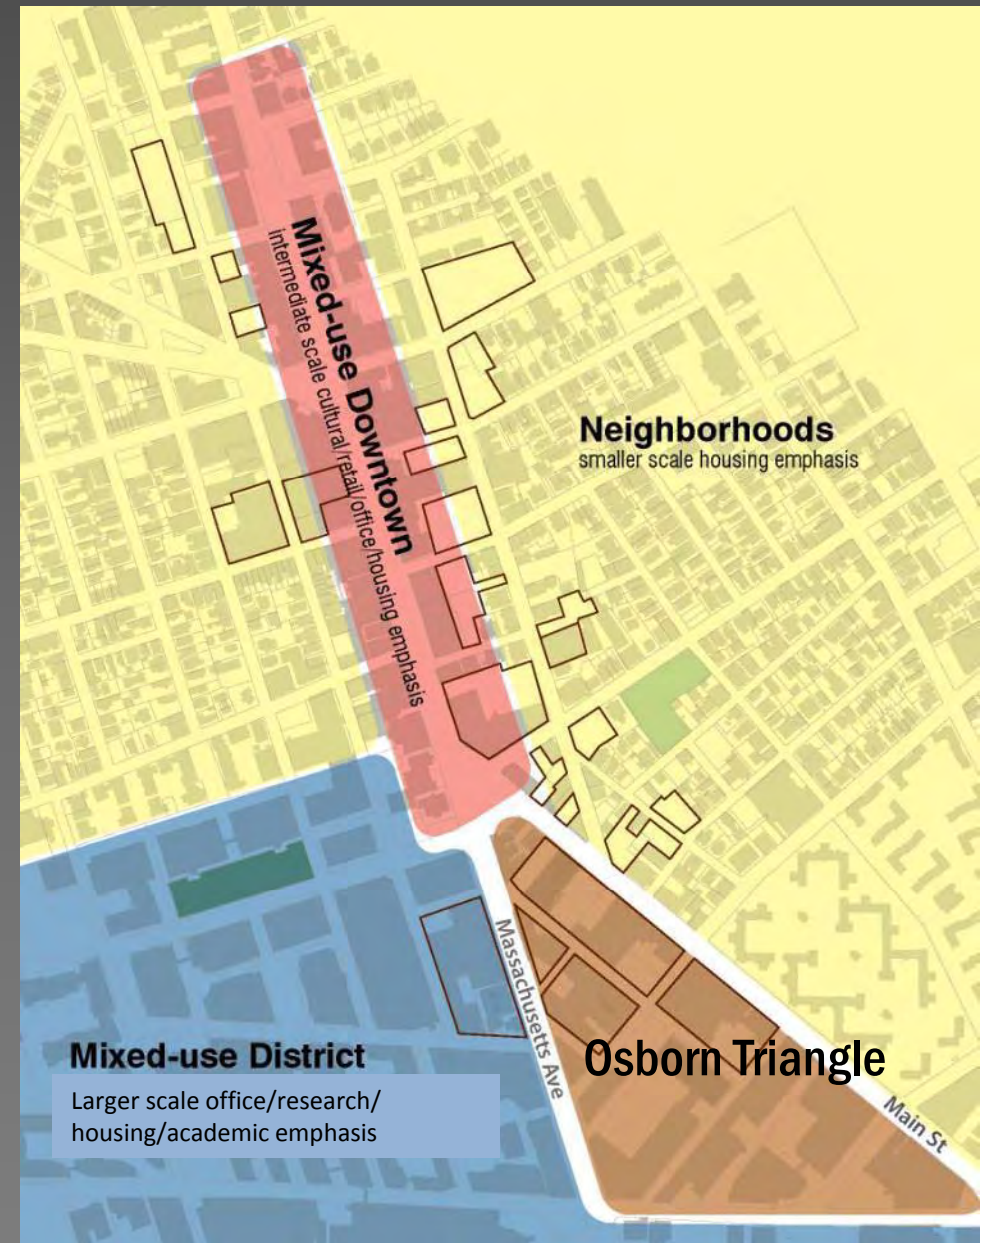 Mixed-use Downtown
intermediate scale cultural/retail/office/housing emphasis
Neighborhoods
smaller scale housing emphasis
Massachusetts Ave
Mixed-use District
Larger scale office/research/
housing/academic emphasis
Osborn Triangle
Main St